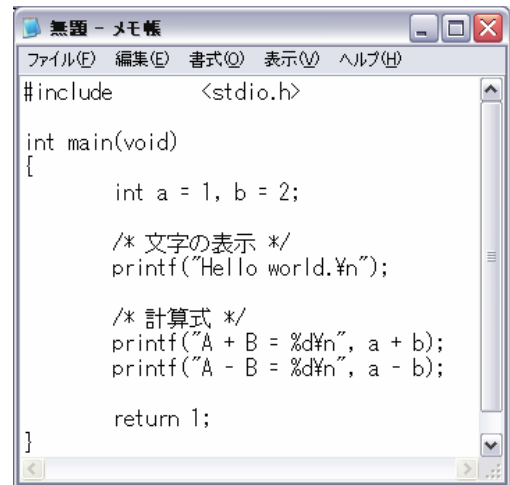 無題 - メモ帳
ファイル(F) 編集(E) 書式(O) 表示(V) ヘルプ(H)
#include <stdio.h>
int main(void)
{
int a = 1, b = 2;
/* 文字の表示 */
printf("Hello world.¥n");
/* 計算式 */
printf("A + B = %d¥n", a + b);
printf("A - B = %d¥n", a - b);
return 1;
}